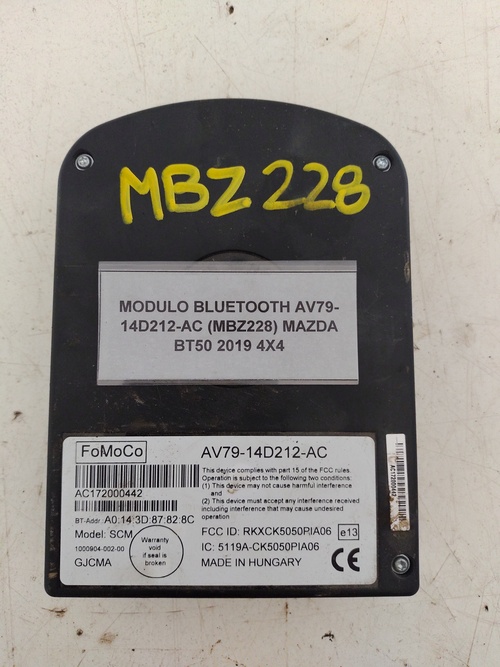 MBZ 228
MODULO BLUETOOTH AV79-
14D212-AC (MBZ228) MAZDA
BT50 2019 4X4
FoMoCo
AV79-14D212-AC
This device complies with part 15 of the FCC rules.
Operation is subject to the following two conditions:
(1) This device may not cause harmful interference
and
(2) This device must accept any interference received
including interference that may cause undesired
operation
AC172000442
BT-Addr. A0:14:3D:87:82:8C
Model: SCM
1000904-002-00
GJCMA
Warranty
void
if seal is
broken
FCC ID: RKXCK5050PIA06
e13
IC: 5119A-CK5050PIA06
MADE IN HUNGARY
CE
AC172000442